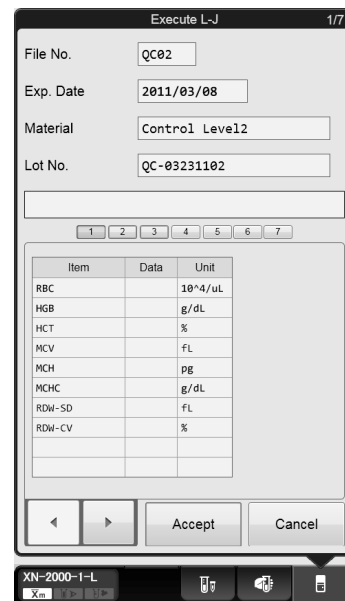 Execute L-J 1/7
File No. QC02
Exp. Date 2011/03/08
Material Control Level2
Lot No. QC-03231102
1 2 3 4 5 6 7
Item Data Unit
RBC 10^4/uL
HGB g/dL
HCT %
MCV fL
MCH pg
MCHC g/dL
RDW-SD fL
RDW-CV %
Accept Cancel
XN-2000-1-L
Xm